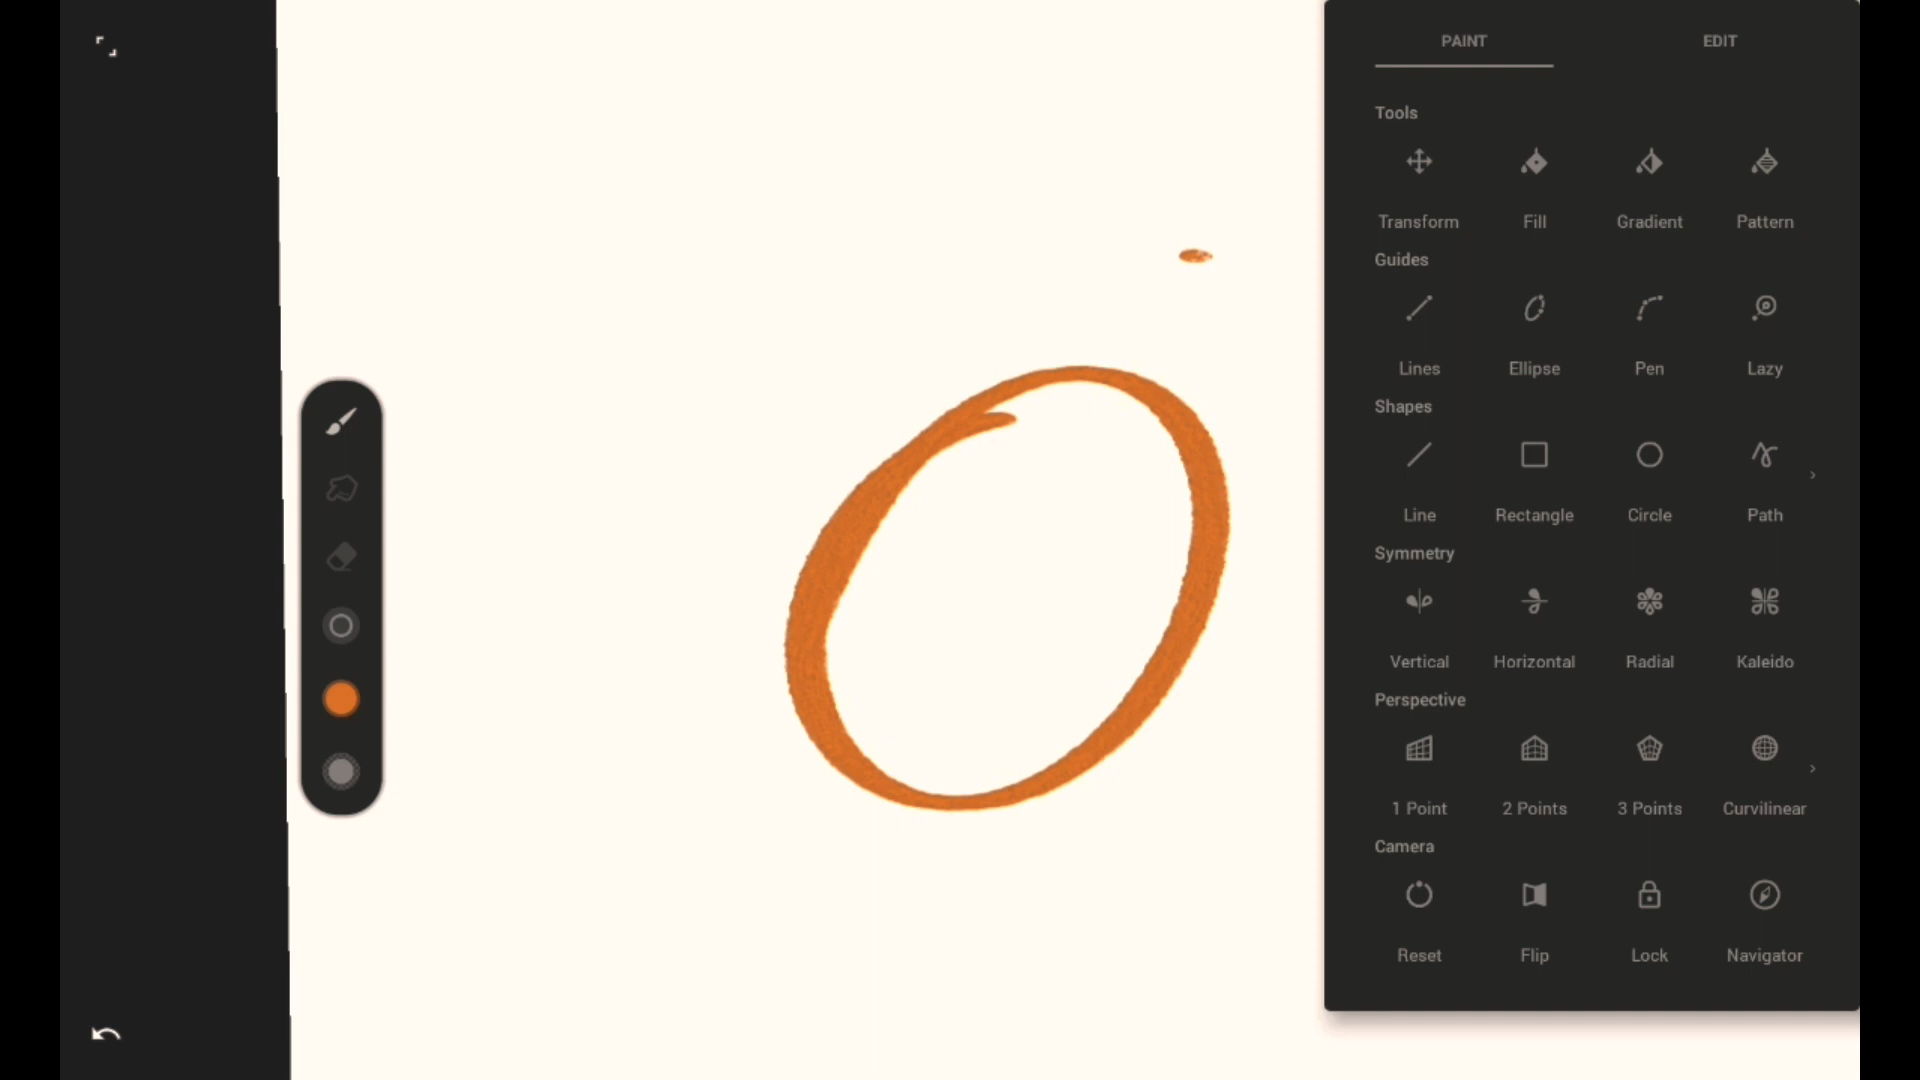 PAINT EDIT
Tools
Transform Fill Gradient Pattern
Guides
Lines Ellipse Pen Lazy
Shapes
Line Rectangle Circle Path
Symmetry
Vertical Horizontal Radial Kaleido
Perspective
1 Point 2 Points 3 Points Curvilinear
Camera
Reset Flip Lock Navigator